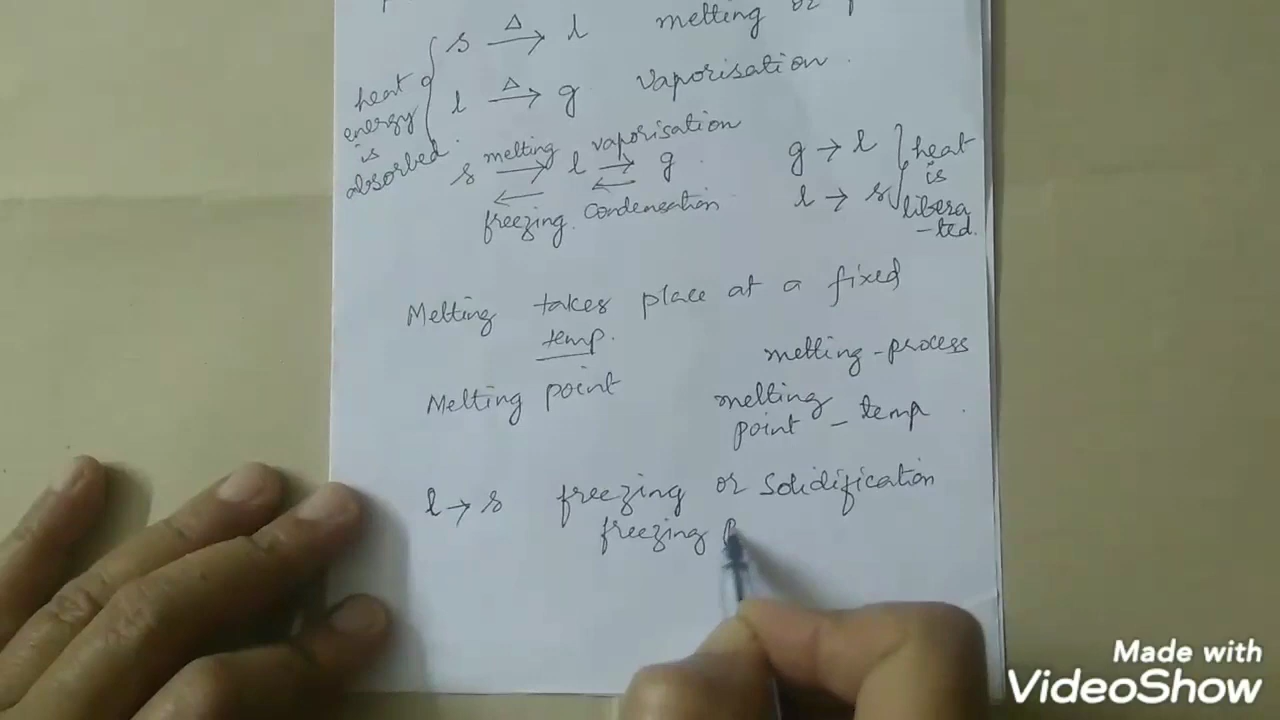 s Δ→ l melting or
l Δ→ g vaporisation.
heat
energy
is
absorbed.
s melting→ l vaporisation→ g
← freezing. ← condensation
g → l
l → s
heat
is
libera
-ted.
Melting takes place at a fixed
temp.
Melting point
melting - process
melting
point - temp
l → s freezing or solidification
freezing p
Made with
VideoShow